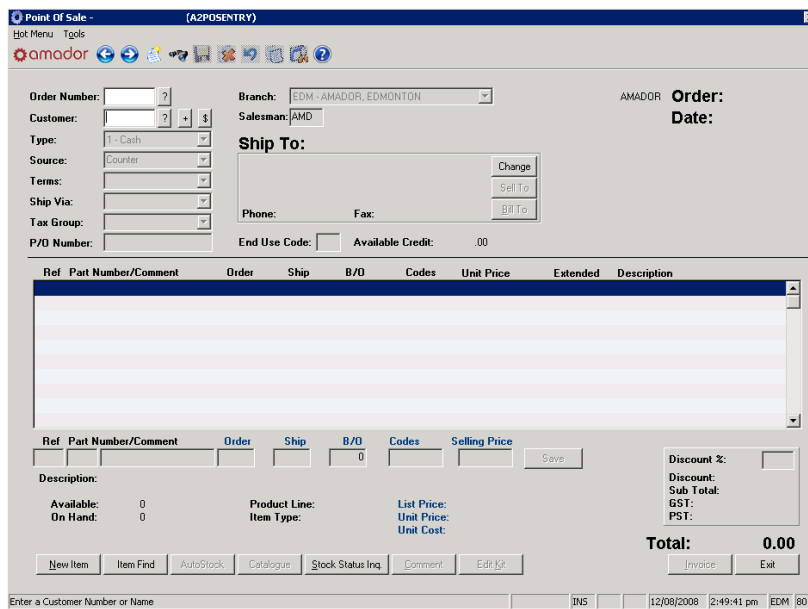 Point Of Sale - (A2POSENTRY)
Hot Menu Tools
amador
Order Number: ? Branch: EDM - AMADOR, EDMONTON AMADOR Order:
Customer: ? + $ Salesman: AMD Date:
Type: 1 - Cash Ship To:
Source: Counter Change
Terms: Sell To
Ship Via: Bill To
Tax Group: Phone: Fax:
P/O Number: End Use Code: Available Credit: .00
Ref Part Number/Comment Order Ship B/O Codes Unit Price Extended Description
Ref Part Number/Comment Order Ship B/O Codes Selling Price
0 Save Discount %:
Description: Discount:
Sub Total:
Available: 0 Product Line: List Price: GST:
On Hand: 0 Item Type: Unit Price: PST:
Unit Cost:
Total: 0.00
New Item Item Find AutoStock Catalogue Stock Status Inq. Comment Edit Kit Invoice Exit
Enter a Customer Number or Name INS 12/08/2008 2:49:41 pm EDM 80